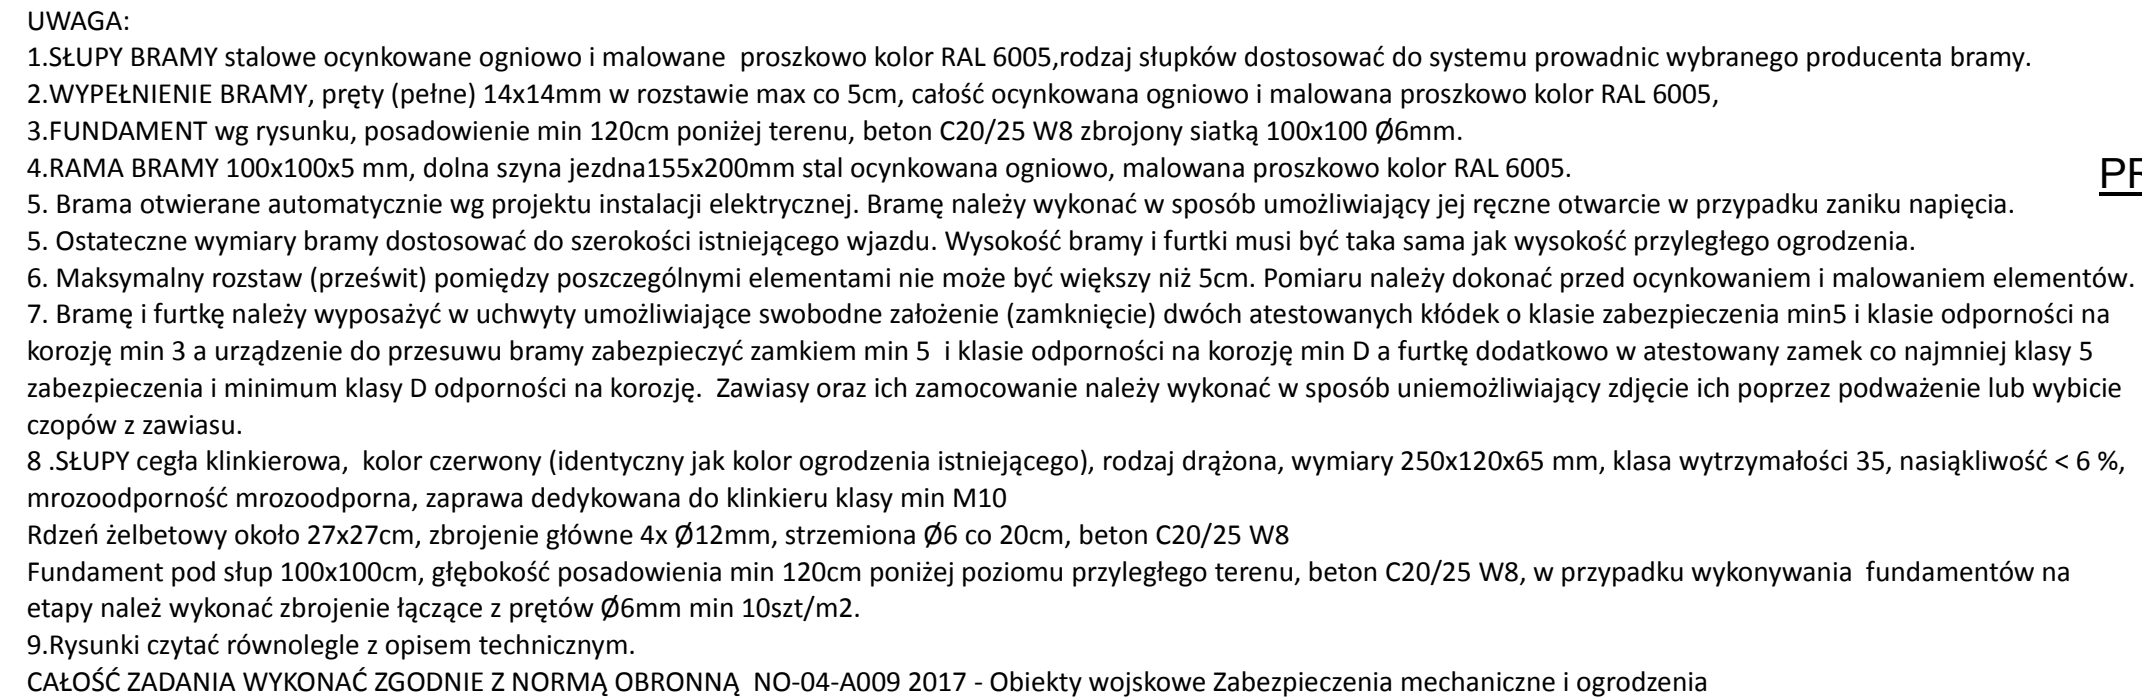 UWAGA:
1.SŁUPY BRAMY stalowe ocynkowane ogniowo i malowane  proszkowo kolor RAL 6005,rodzaj słupków dostosować do systemu prowadnic wybranego producenta bramy.
2.WYPEŁNIENIE BRAMY, pręty (pełne) 14x14mm w rozstawie max co 5cm, całość ocynkowana ogniowo i malowana proszkowo kolor RAL 6005,
3.FUNDAMENT wg rysunku, posadowienie min 120cm poniżej terenu, beton C20/25 W8 zbrojony siatką 100x100 Ø6mm.
4.RAMA BRAMY 100x100x5 mm, dolna szyna jezdna155x200mm stal ocynkowana ogniowo, malowana proszkowo kolor RAL 6005.
PR
5. Brama otwierane automatycznie wg projektu instalacji elektrycznej. Bramę należy wykonać w sposób umożliwiający jej ręczne otwarcie w przypadku zaniku napięcia.
5. Ostateczne wymiary bramy dostosować do szerokości istniejącego wjazdu. Wysokość bramy i furtki musi być taka sama jak wysokość przyległego ogrodzenia.
6. Maksymalny rozstaw (prześwit) pomiędzy poszczególnymi elementami nie może być większy niż 5cm. Pomiaru należy dokonać przed ocynkowaniem i malowaniem elementów.
7. Bramę i furtkę należy wyposażyć w uchwyty umożliwiające swobodne założenie (zamknięcie) dwóch atestowanych kłódek o klasie zabezpieczenia min5 i klasie odporności na
korozję min 3 a urządzenie do przesuwu bramy zabezpieczyć zamkiem min 5  i klasie odporności na korozję min D a furtkę dodatkowo w atestowany zamek co najmniej klasy 5
zabezpieczenia i minimum klasy D odporności na korozję.  Zawiasy oraz ich zamocowanie należy wykonać w sposób uniemożliwiający zdjęcie ich poprzez podważenie lub wybicie
czopów z zawiasu.
8 .SŁUPY cegła klinkierowa,  kolor czerwony (identyczny jak kolor ogrodzenia istniejącego), rodzaj drążona, wymiary 250x120x65 mm, klasa wytrzymałości 35, nasiąkliwość < 6 %,
mrozoodporność mrozoodporna, zaprawa dedykowana do klinkieru klasy min M10
Rdzeń żelbetowy około 27x27cm, zbrojenie główne 4x Ø12mm, strzemiona Ø6 co 20cm, beton C20/25 W8
Fundament pod słup 100x100cm, głębokość posadowienia min 120cm poniżej poziomu przyległego terenu, beton C20/25 W8, w przypadku wykonywania  fundamentów na
etapy należ wykonać zbrojenie łączące z prętów Ø6mm min 10szt/m2.
9.Rysunki czytać równolegle z opisem technicznym.
CAŁOŚĆ ZADANIA WYKONAĆ ZGODNIE Z NORMĄ OBRONNĄ  NO-04-A009 2017 - Obiekty wojskowe Zabezpieczenia mechaniczne i ogrodzenia